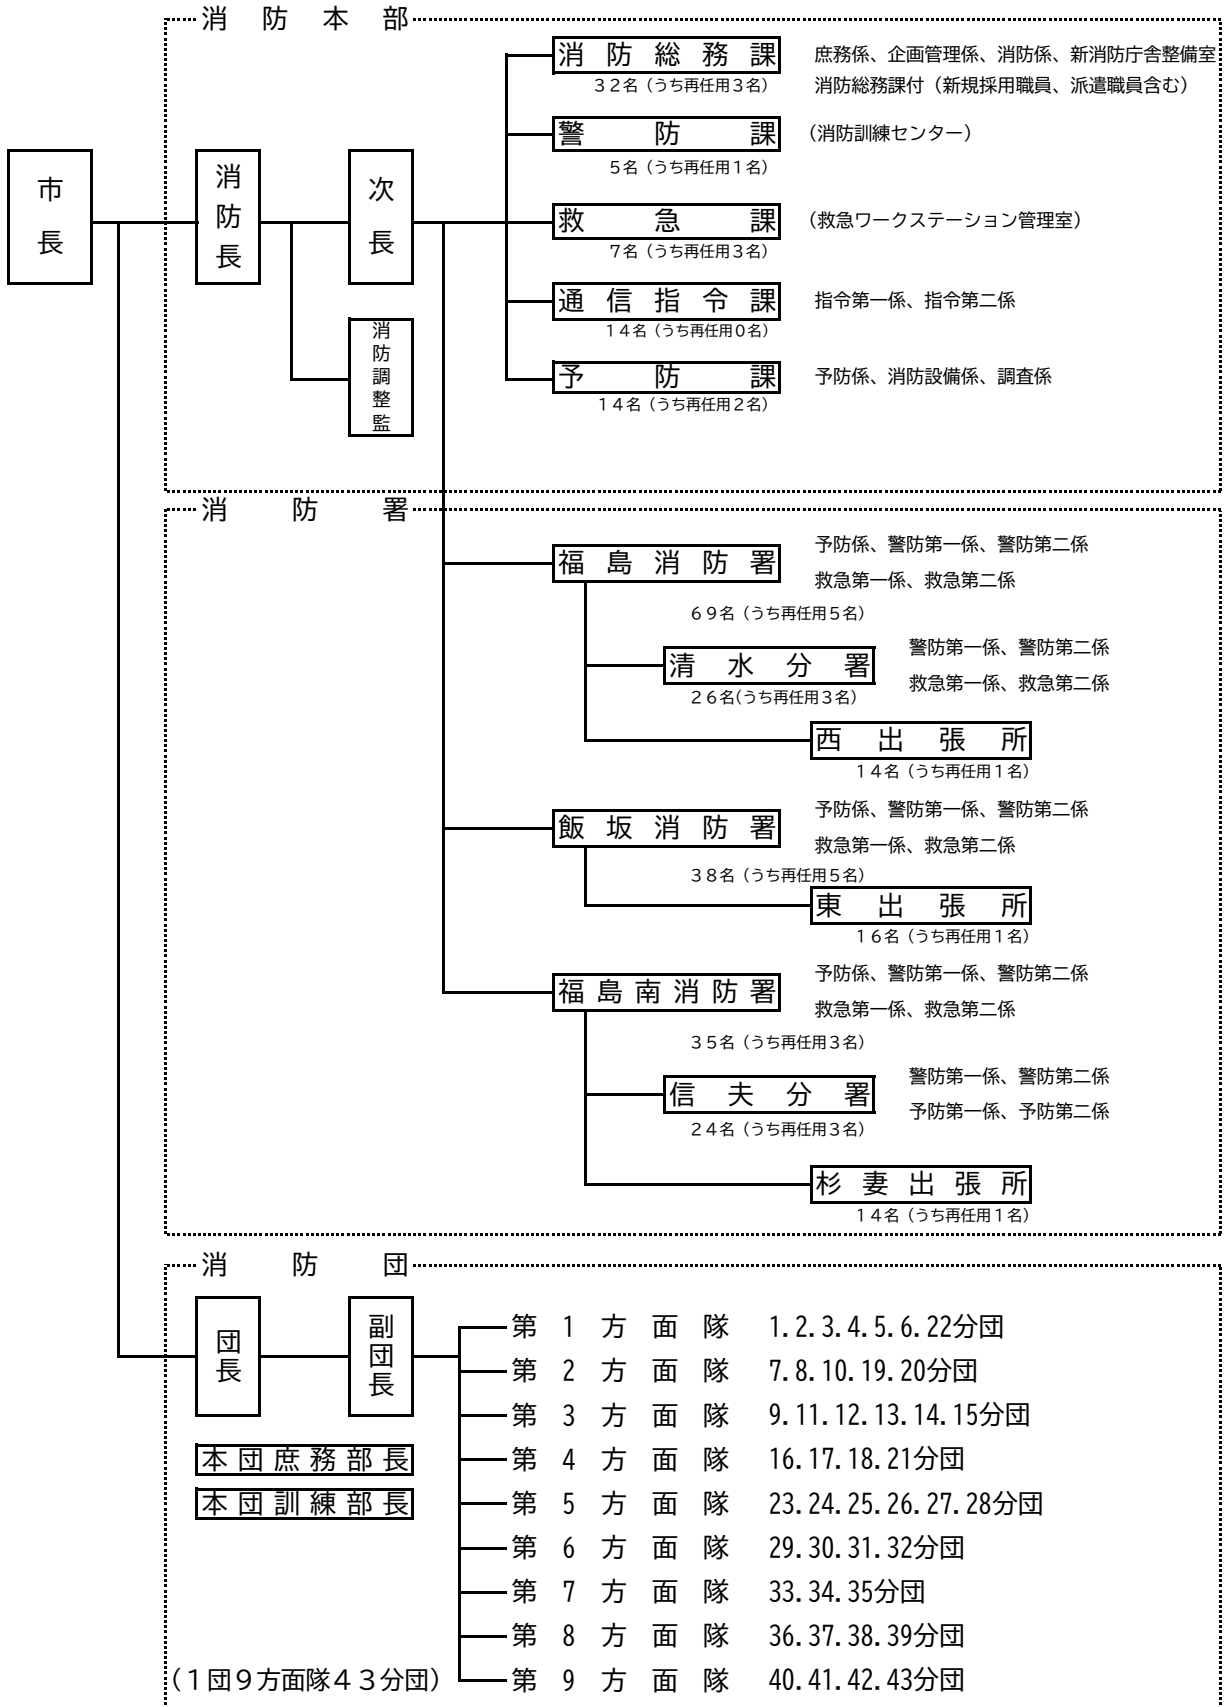 消防本部
消防総務課
庶務係、企画管理係、消防係、新消防庁舎整備室
32名（うち再任用3名）
消防総務課付（新規採用職員、派遣職員含む）
警防課
（消防訓練センター）
5名（うち再任用1名）
市長
消防長
次長
救急課
（救急ワークステーション管理室）
7名（うち再任用3名）
通信指令課
指令第一係、指令第二係
14名（うち再任用0名）
消防調整監
予防課
予防係、消防設備係、調査係
14名（うち再任用2名）
消防署
福島消防署
予防係、警防第一係、警防第二係
救急第一係、救急第二係
69名（うち再任用5名）
清水分署
警防第一係、警防第二係
救急第一係、救急第二係
26名(うち再任用3名）
西出張所
14名（うち再任用1名）
飯坂消防署
予防係、警防第一係、警防第二係
救急第一係、救急第二係
38名（うち再任用5名）
東出張所
16名（うち再任用1名）
福島南消防署
予防係、警防第一係、警防第二係
救急第一係、救急第二係
35名（うち再任用3名）
信夫分署
警防第一係、警防第二係
予防第一係、予防第二係
24名（うち再任用3名）
杉妻出張所
14名（うち再任用1名）
消防団
団長
副団長
第1方面隊 1.2.3.4.5.6.22分団
第2方面隊 7.8.10.19.20分団
第3方面隊 9.11.12.13.14.15分団
本団庶務部長
第4方面隊 16.17.18.21分団
本団訓練部長
第5方面隊 23.24.25.26.27.28分団
第6方面隊 29.30.31.32分団
第7方面隊 33.34.35分団
第8方面隊 36.37.38.39分団
（1団9方面隊43分団）
第9方面隊 40.41.42.43分団